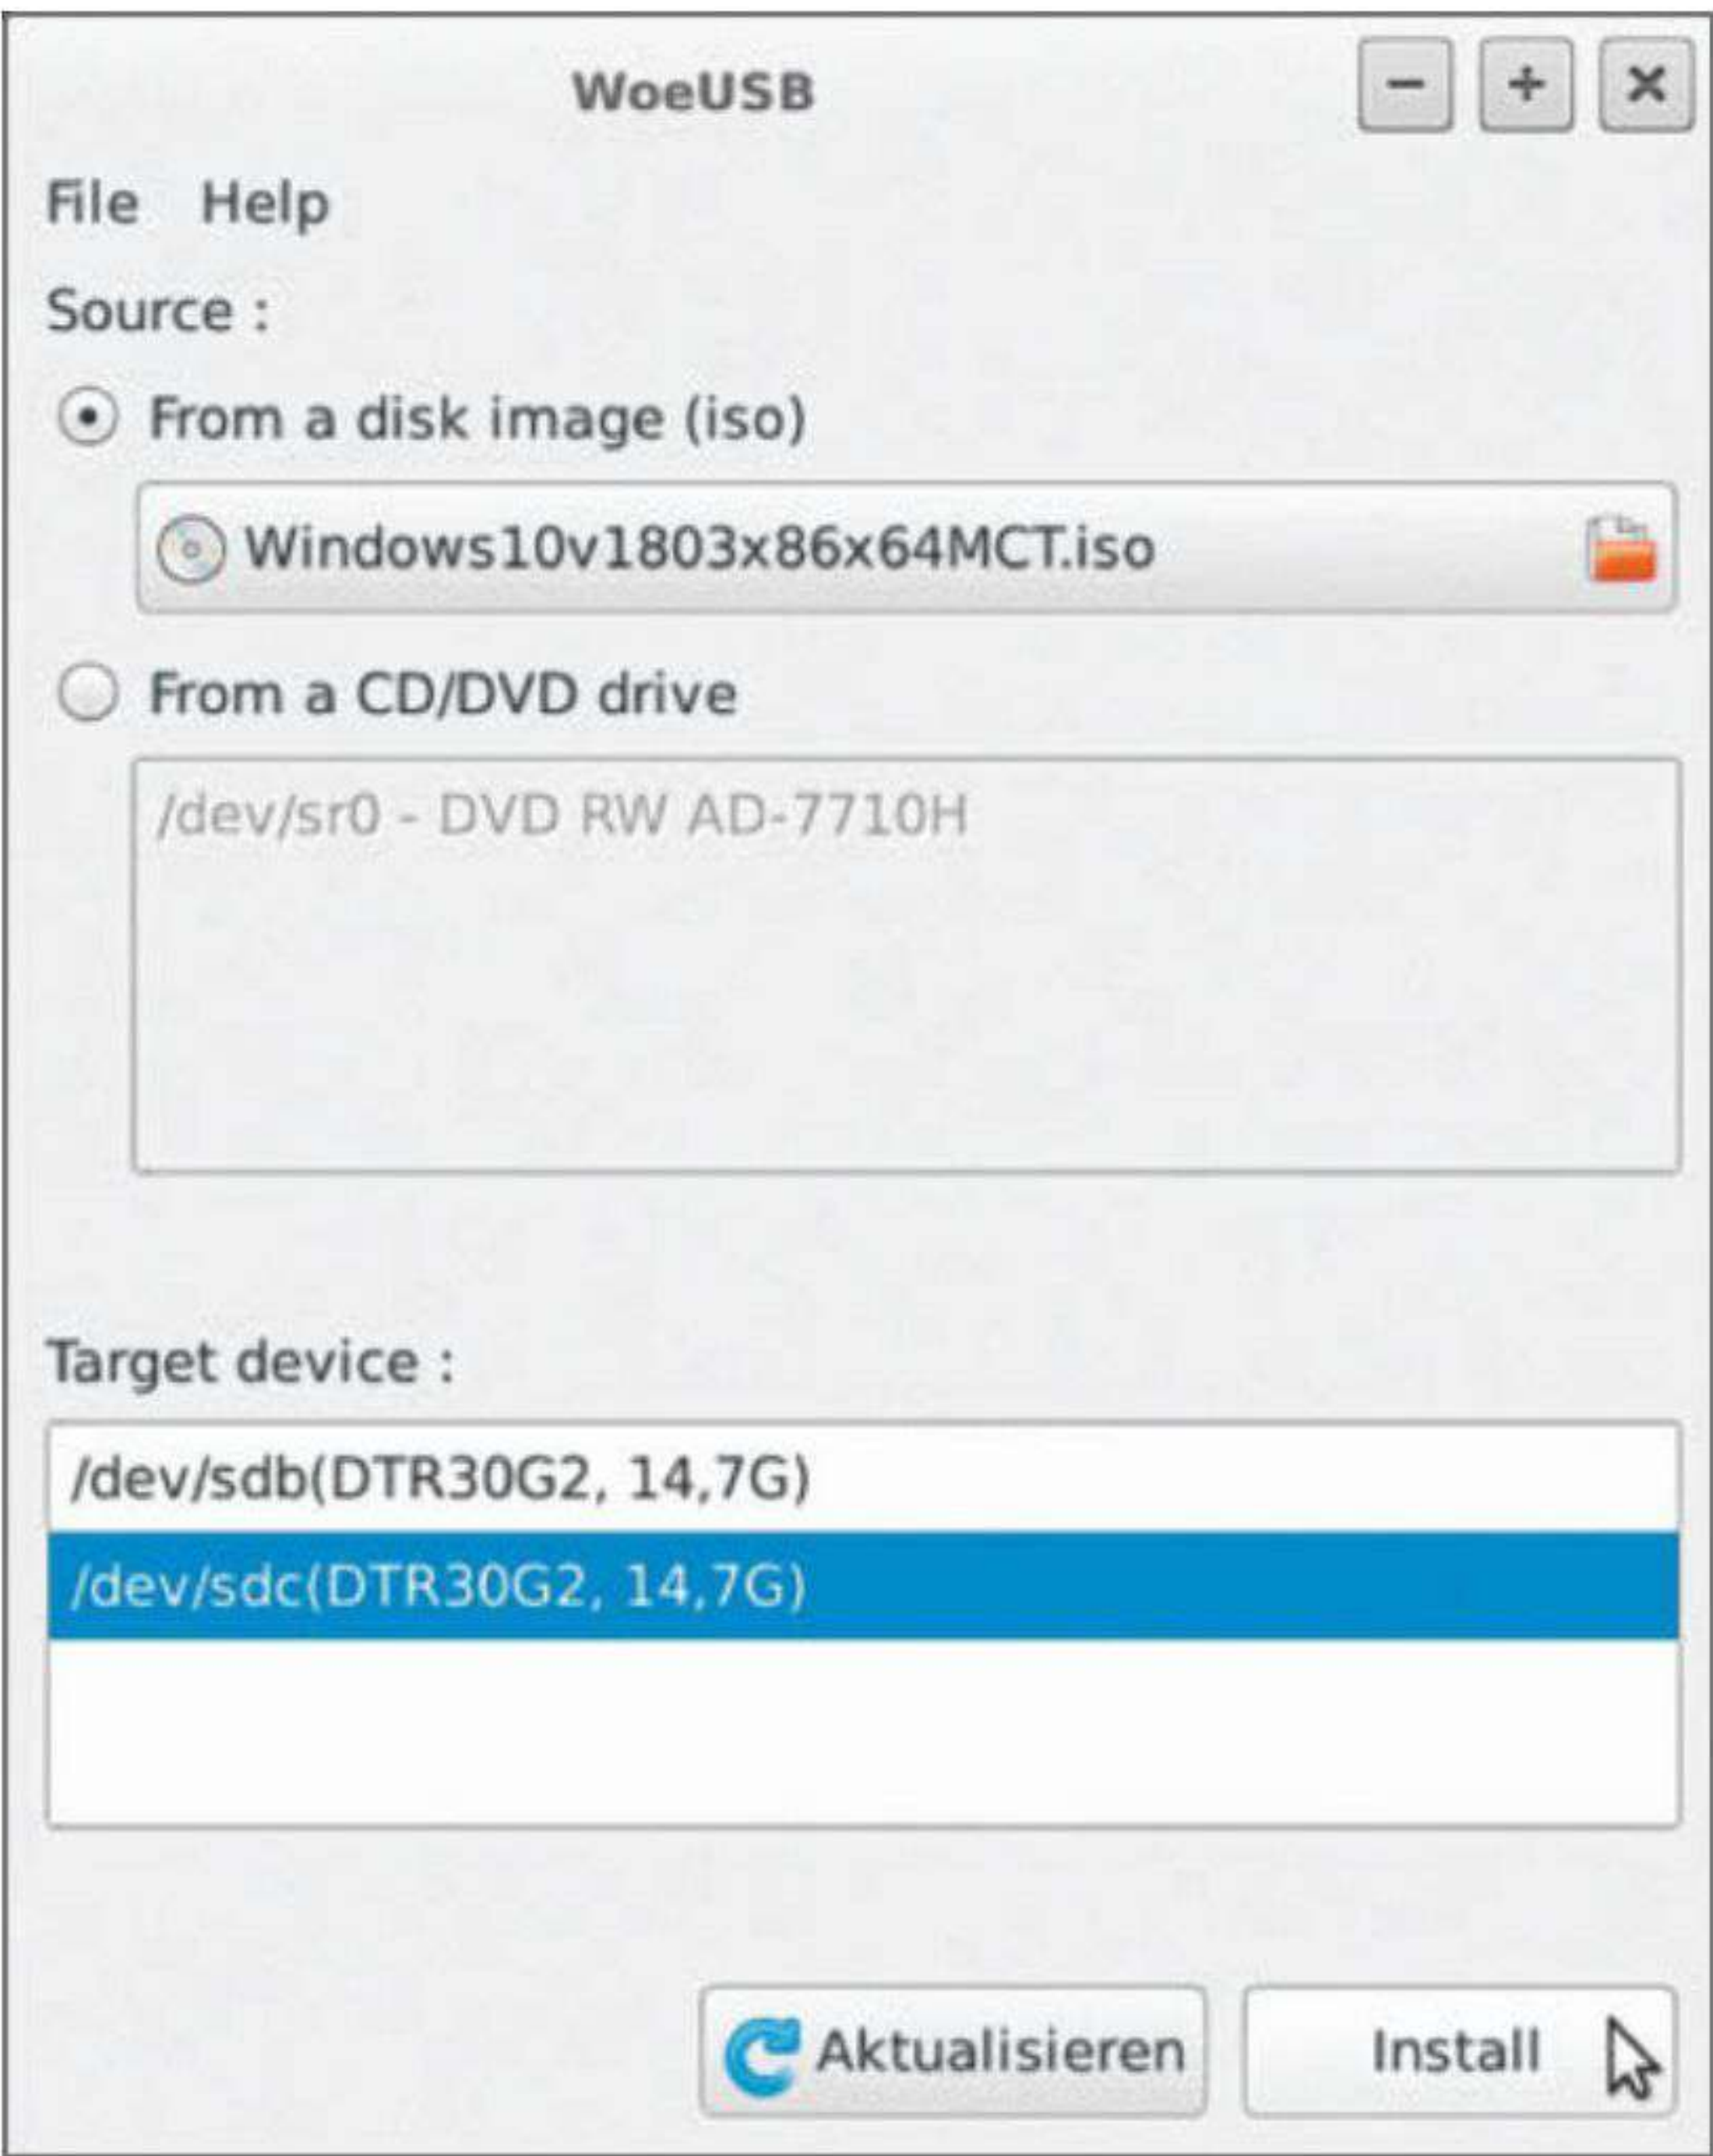 WoeUSB
File Help
Source :
From a disk image (iso)
Windows10v1803x86x64MCT.iso
From a CD/DVD drive
/dev/sr0 - DVD RW AD-7710H
Target device :
/dev/sdb(DTR30G2, 14,7G)
/dev/sdc(DTR30G2, 14,7G)
Aktualisieren Install